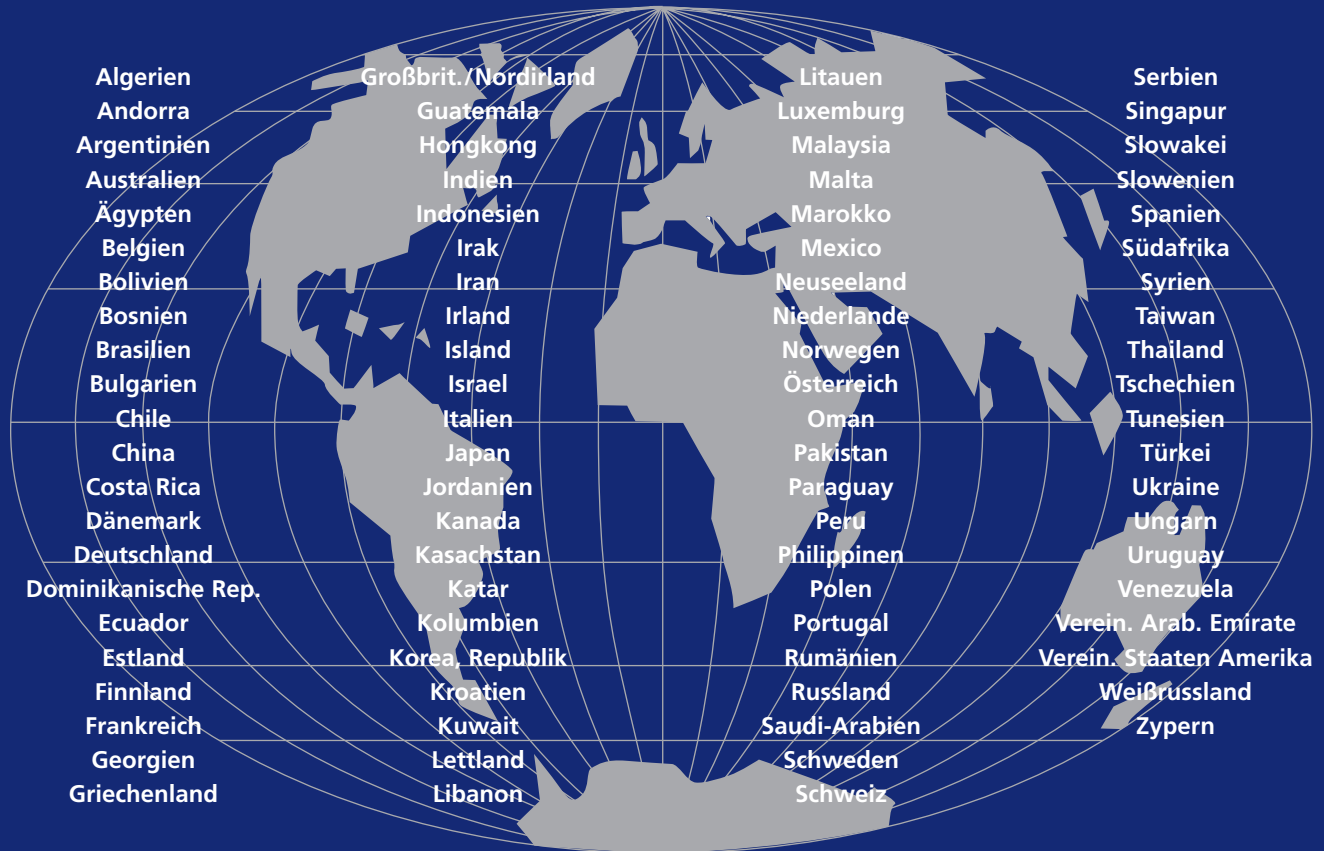 Algerien
Andorra
Argentinien
Australien
Ägypten
Belgien
Bolivien
Bosnien
Brasilien
Bulgarien
Chile
China
Costa Rica
Dänemark
Deutschland
Dominikanische Rep.
Ecuador
Estland
Finnland
Frankreich
Georgien
Griechenland
Großbrit./Nordirland
Guatemala
Hongkong
Indien
Indonesien
Irak
Iran
Irland
Island
Israel
Italien
Japan
Jordanien
Kanada
Kasachstan
Katar
Kolumbien
Korea, Republik
Kroatien
Kuwait
Lettland
Libanon
Litauen
Luxemburg
Malaysia
Malta
Marokko
Mexico
Neuseeland
Niederlande
Norwegen
Österreich
Oman
Pakistan
Paraguay
Peru
Philippinen
Polen
Portugal
Rumänien
Russland
Saudi-Arabien
Schweden
Schweiz
Serbien
Singapur
Slowakei
Slowenien
Spanien
Südafrika
Syrien
Taiwan
Thailand
Tschechien
Tunesien
Türkei
Ukraine
Ungarn
Uruguay
Venezuela
Verein. Arab. Emirate
Verein. Staaten Amerika
Weißrussland
Zypern